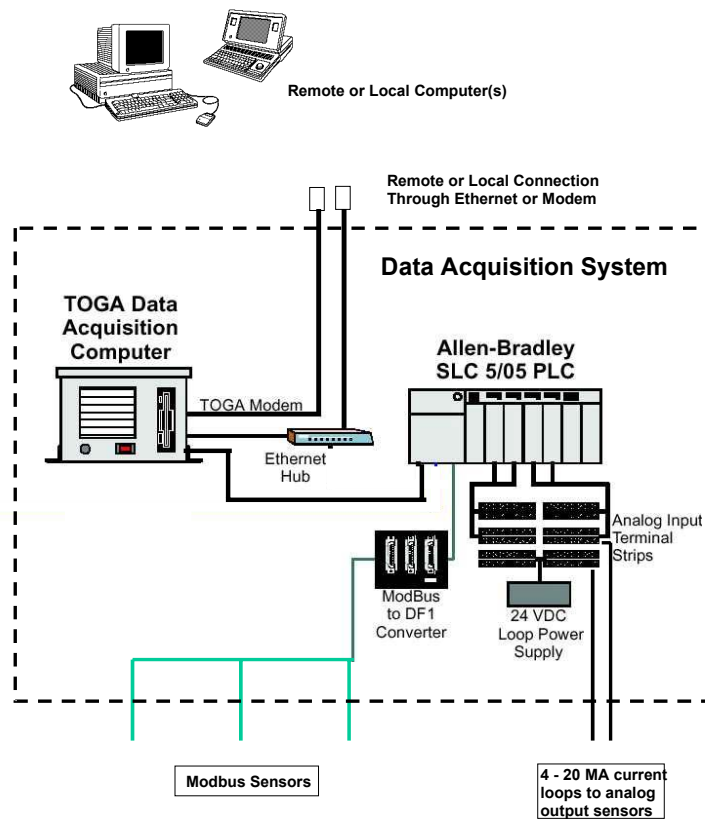 Remote or Local Computer(s)
Remote or Local Connection
Through Ethernet or Modem
Data Acquisition System
TOGA Data
Acquisition
Computer
Allen-Bradley
SLC 5/05 PLC
TOGA Modem
Ethernet
Hub
Analog Input
Terminal
Strips
ModBus
to DF1
Converter
24 VDC
Loop Power
Supply
Modbus Sensors
4 - 20 MA current
loops to analog
output sensors